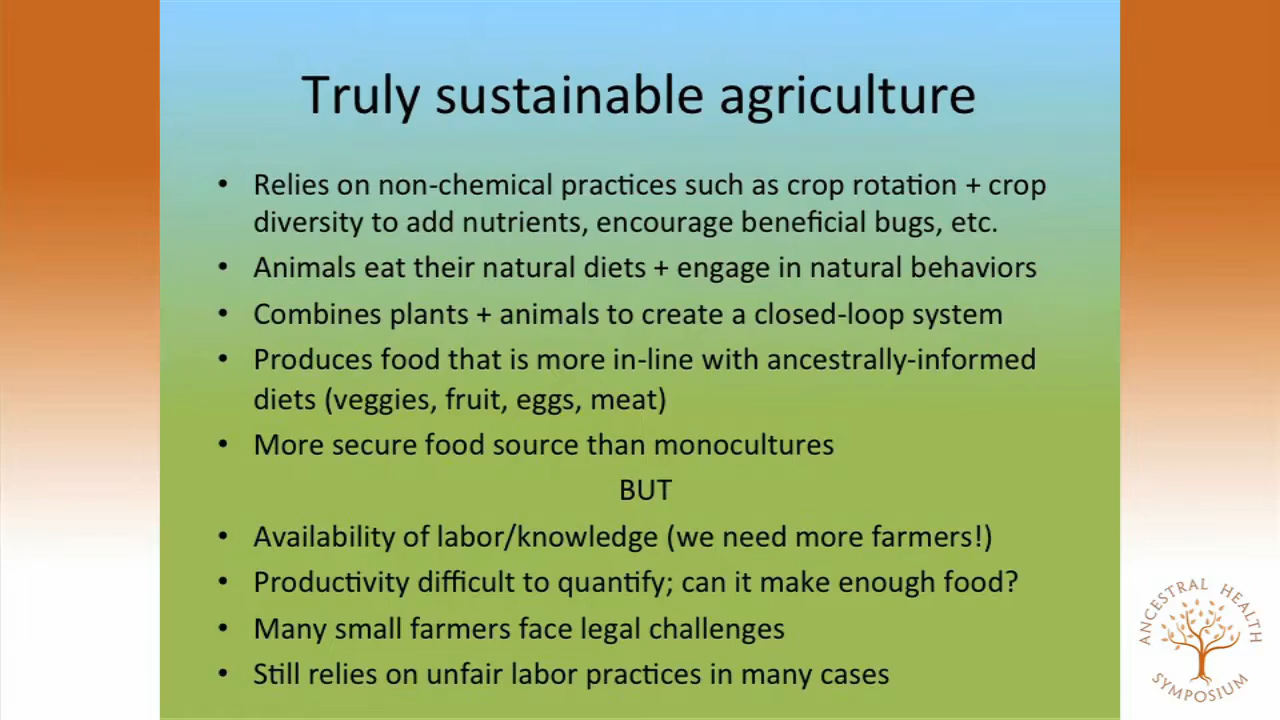 Truly sustainable agriculture
• Relies on non-chemical practices such as crop rotation + crop
diversity to add nutrients, encourage beneficial bugs, etc.
• Animals eat their natural diets + engage in natural behaviors
• Combines plants + animals to create a closed-loop system
• Produces food that is more in-line with ancestrally-informed
diets (veggies, fruit, eggs, meat)
• More secure food source than monocultures
BUT
• Availability of labor/knowledge (we need more farmers!)
• Productivity difficult to quantify; can it make enough food?
• Many small farmers face legal challenges
• Still relies on unfair labor practices in many cases
ANCESTRAL HEALTH
SYMPOSIUM